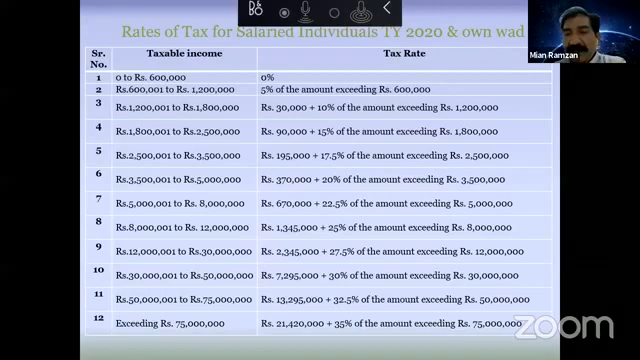 Rates of Tax for Salaried Individuals TY 2020 & own wad
Mian Ramzan
Sr. No. Taxable income Tax Rate
1 0 to Rs. 600,000 0%
2 Rs.600,001 to Rs. 1,200,000 5% of the amount exceeding Rs. 600,000
3 Rs.1,200,001 to Rs.1,800,000 Rs. 30,000 + 10% of the amount exceeding Rs. 1,200,000
4 Rs.1,800,001 to Rs.2,500,000 Rs. 90,000 + 15% of the amount exceeding Rs. 1,800,000
5 Rs.2,500,001 to Rs.3,500,000 Rs. 195,000 + 17.5% of the amount exceeding Rs. 2,500,000
6 Rs.3,500,001 to Rs.5,000,000 Rs. 370,000 + 20% of the amount exceeding Rs. 3,500,000
7 Rs.5,000,001 to Rs. 8,000,000 Rs. 670,000 + 22.5% of the amount exceeding Rs. 5,000,000
8 Rs.8,000,001 to Rs. 12,000,000 Rs. 1,345,000 + 25% of the amount exceeding Rs. 8,000,000
9 Rs.12,000,001 to Rs.30,000,000 Rs. 2,345,000 + 27.5% of the amount exceeding Rs. 12,000,000
10 Rs.30,000,001 to Rs.50,000,000 Rs. 7,295,000 + 30% of the amount exceeding Rs. 30,000,000
11 Rs.50,000,001 to Rs.75,000,000 Rs. 13,295,000 + 32.5% of the amount exceeding Rs. 50,000,000
12 Exceeding Rs. 75,000,000 Rs. 21,420,000 + 35% of the amount exceeding Rs. 75,000,000
zoom